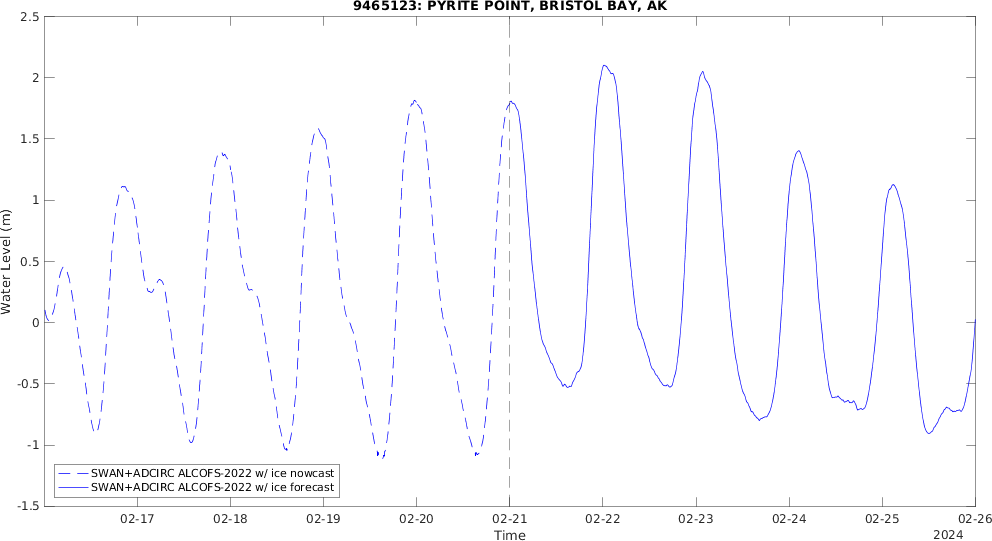 9465123: PYRITE POINT, BRISTOL BAY, AK
2.5
2
1.5
1
0.5
0
-0.5
-1
-1.5
Water Level (m)
SWAN+ADCIRC ALCOFS-2022 w/ ice nowcast
SWAN+ADCIRC ALCOFS-2022 w/ ice forecast
02-17 02-18 02-19 02-20 02-21 02-22 02-23 02-24 02-25 02-26
Time
2024